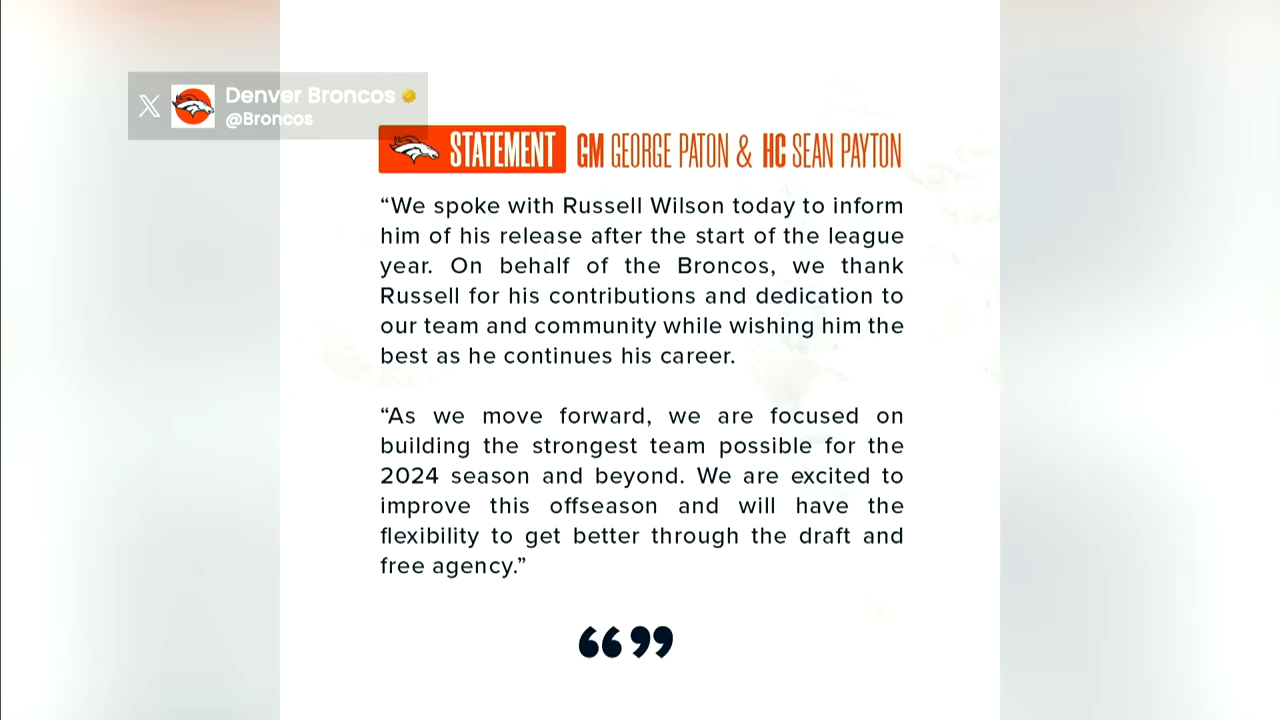 Denver Broncos
@Broncos
STATEMENT GM GEORGE PATON & HC SEAN PAYTON
“We spoke with Russell Wilson today to inform
him of his release after the start of the league
year. On behalf of the Broncos, we thank
Russell for his contributions and dedication to
our team and community while wishing him the
best as he continues his career.
“As we move forward, we are focused on
building the strongest team possible for the
2024 season and beyond. We are excited to
improve this offseason and will have the
flexibility to get better through the draft and
free agency.”
“”